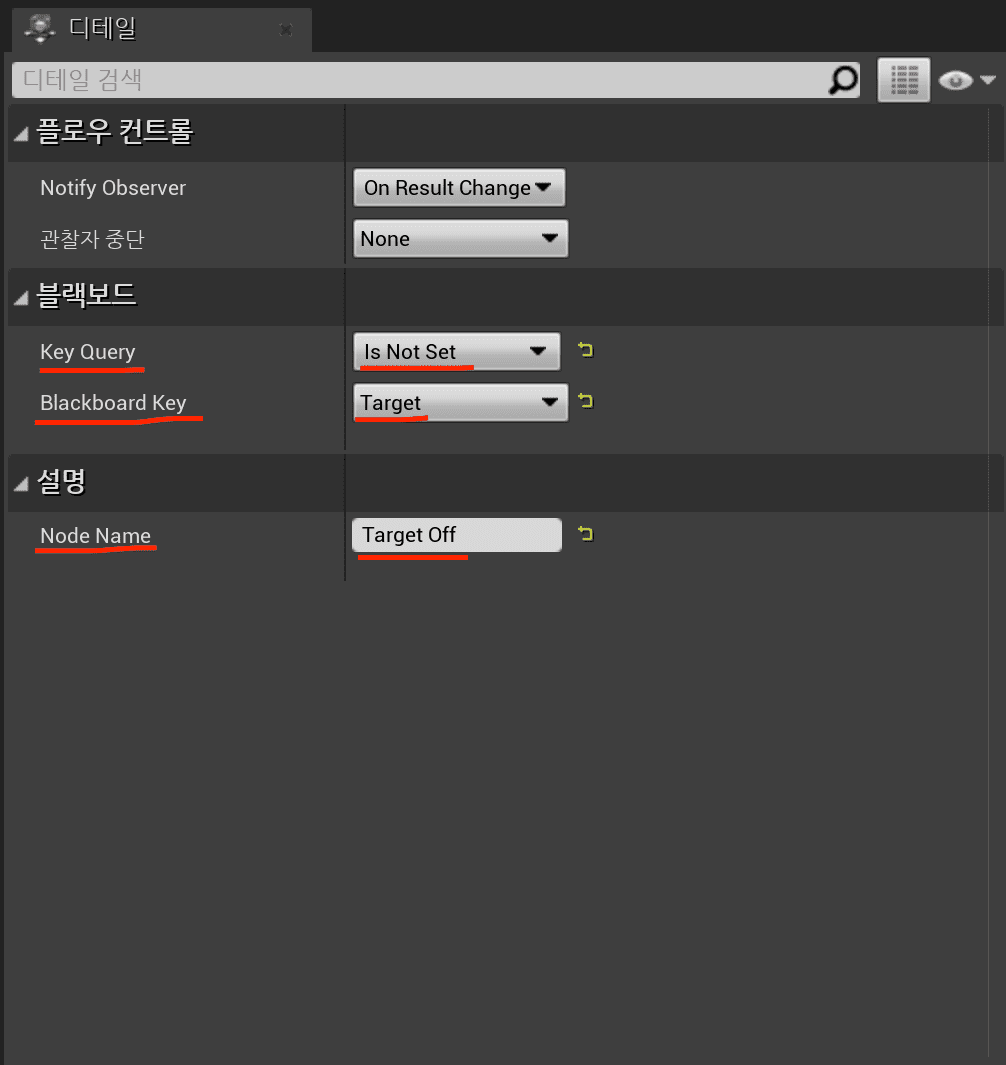 디테일
디테일 검색
플로우 컨트롤
Notify Observer On Result Change
관찰자 중단 None
블랙보드
Key Query Is Not Set
Blackboard Key Target
설명
Node Name Target Off